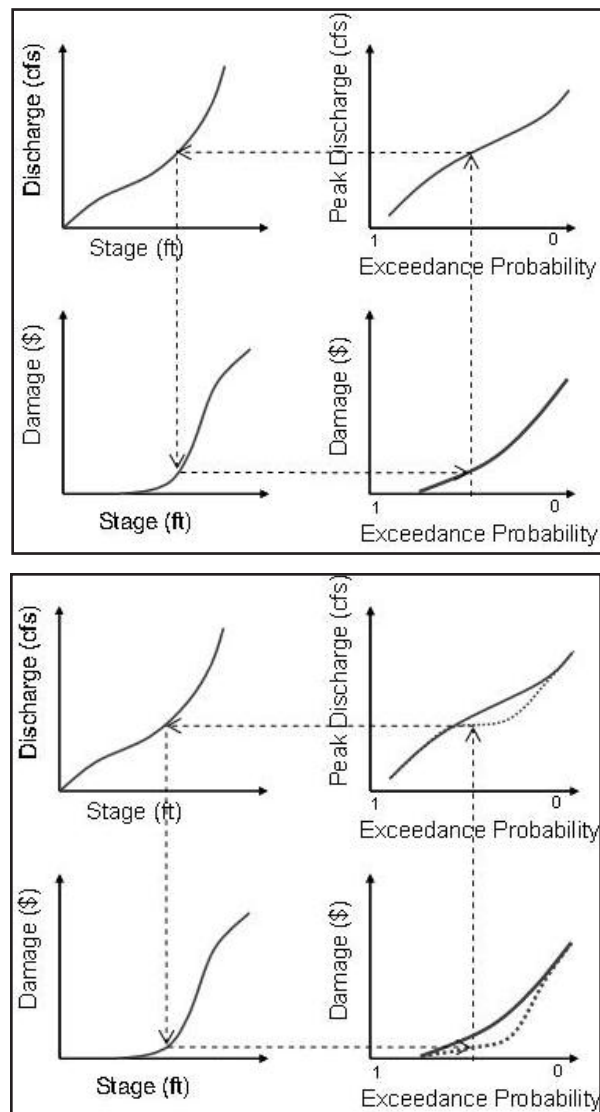 Discharge (cfs)
Stage (ft)
Peak Discharge (cfs)
1
0
Exceedance Probability
Damage ($)
Stage (ft)
Damage ($)
1
0
Exceedance Probability
Discharge (cfs)
Stage (ft)
Peak Discharge (cfs)
1
0
Exceedance Probability
Damage ($)
Stage (ft)
Damage ($)
1
0
Exceedance Probability